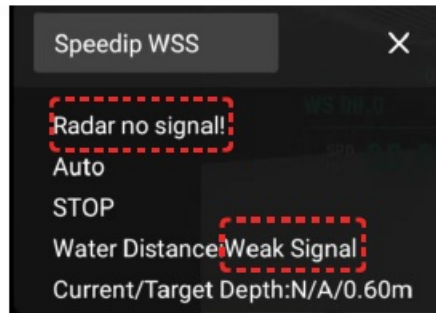 Speedip WSS
Radar no signal!
Auto
STOP
Water Distance:Weak Signal
Current/Target Depth:N/A/0.60m